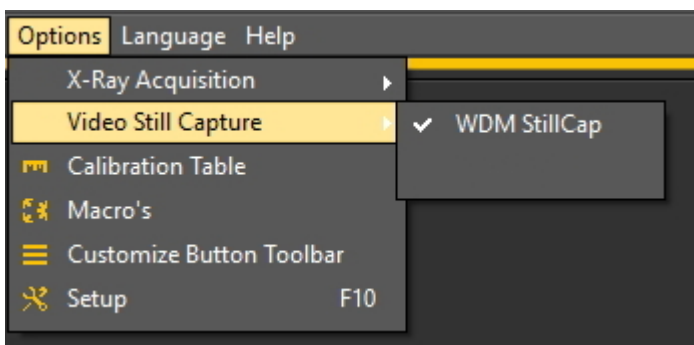 Options Language Help
X-Ray Acquisition
Video Still Capture
WDM StillCap
Calibration Table
Macro's
Customize Button Toolbar
Setup F10